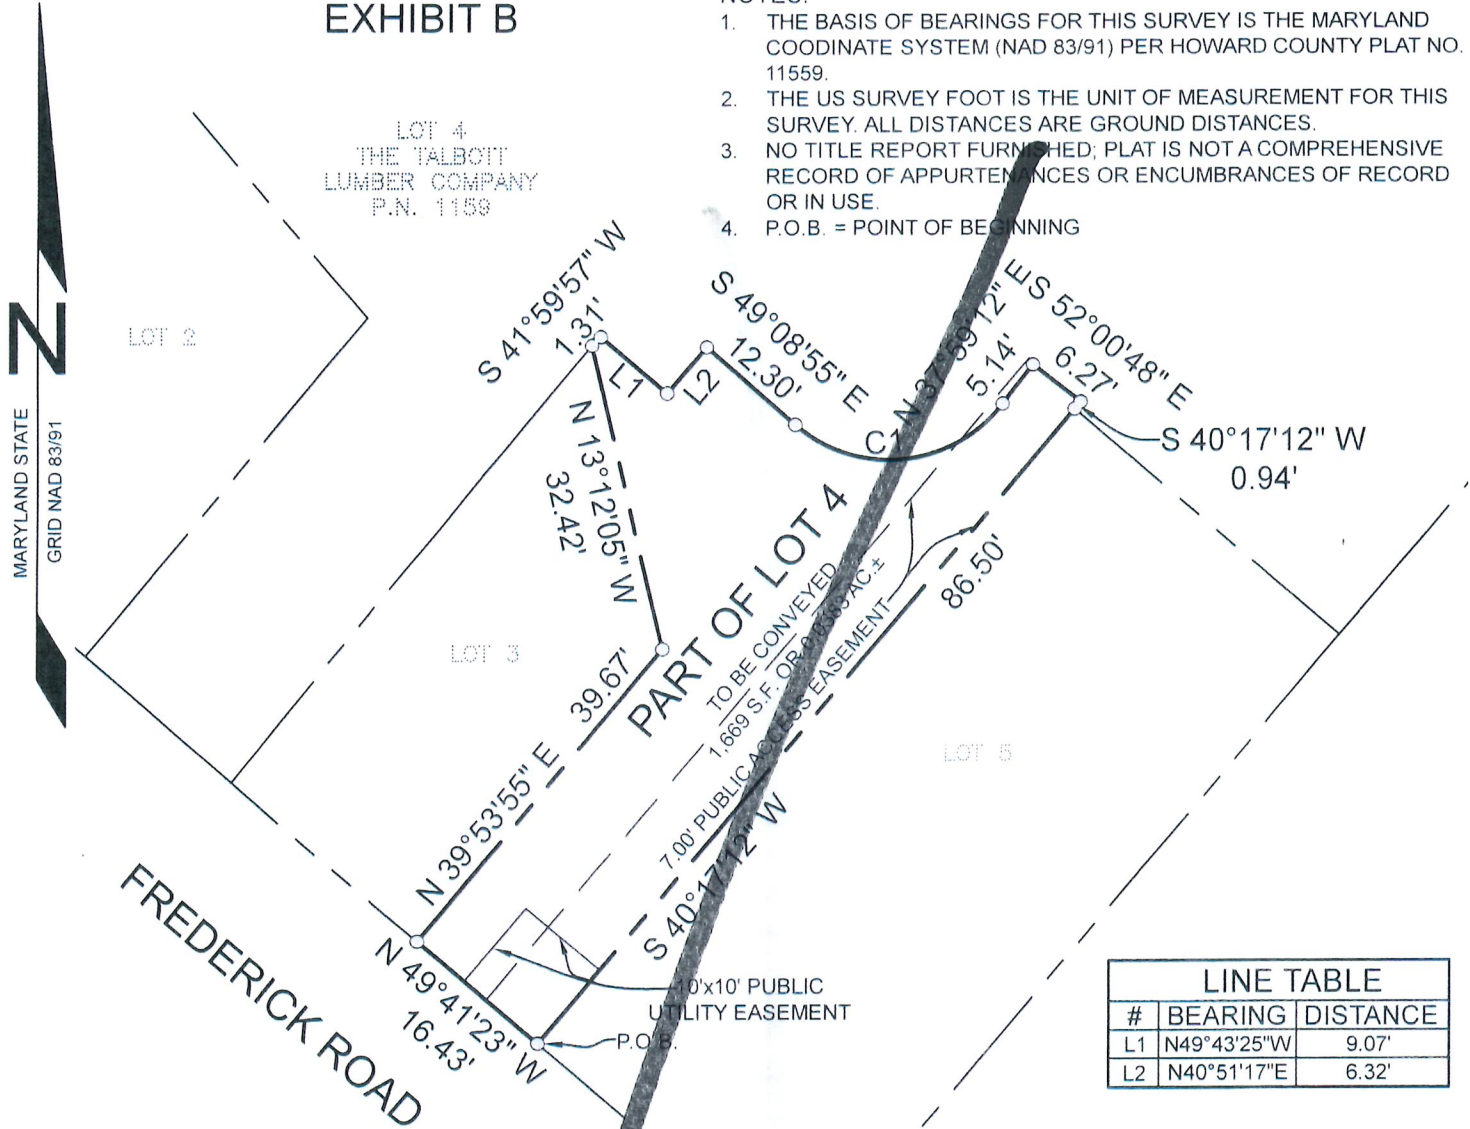 EXHIBIT B
NOTES:
1. THE BASIS OF BEARINGS FOR THIS SURVEY IS THE MARYLAND
COODINATE SYSTEM (NAD 83/91) PER HOWARD COUNTY PLAT NO.
11559.
2. THE US SURVEY FOOT IS THE UNIT OF MEASUREMENT FOR THIS
SURVEY. ALL DISTANCES ARE GROUND DISTANCES.
3. NO TITLE REPORT FURNISHED; PLAT IS NOT A COMPREHENSIVE
RECORD OF APPURTENANCES OR ENCUMBRANCES OF RECORD
OR IN USE.
4. P.O.B. = POINT OF BEGINNING
LOT 4
THE TALBOTT
LUMBER COMPANY
P.N. 1159
LOT 2
N
MARYLAND STATE
GRID NAD 83/91
S 41°59'57" W
1.31'
L1
L2
S 49°08'55" E
12.30'
C1
N 37°59'12" E
5.14'
S 52°00'48" E
6.27'
S 40°17'12" W
0.94'
N 13°12'05" W
32.42'
LOT 3
PART OF LOT 4
TO BE CONVEYED
1,669 S.F. OR 0.0383 AC.±
7.00' PUBLIC ACCESS EASEMENT
86.50'
S 40°17'12" W
39.67'
N 39°53'55" E
LOT 5
FREDERICK ROAD
N 49°41'23" W
16.43'
10'x10' PUBLIC
UTILITY EASEMENT
P.O.B.
LINE TABLE
# BEARING DISTANCE
L1 N49°43'25"W 9.07'
L2 N40°51'17"E 6.32'